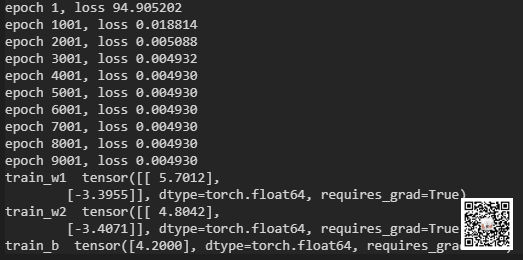 epoch 1, loss 94.905202
epoch 1001, loss 0.018814
epoch 2001, loss 0.005088
epoch 3001, loss 0.004932
epoch 4001, loss 0.004930
epoch 5001, loss 0.004930
epoch 6001, loss 0.004930
epoch 7001, loss 0.004930
epoch 8001, loss 0.004930
epoch 9001, loss 0.004930
train_w1  tensor([[ 5.7012],
        [-3.3955]], dtype=torch.float64, requires_grad=True)
train_w2  tensor([[ 4.8042],
        [-3.4071]], dtype=torch.float64, requires_grad=True
train_b  tensor([4.2000], dtype=torch.float64, requires_grad